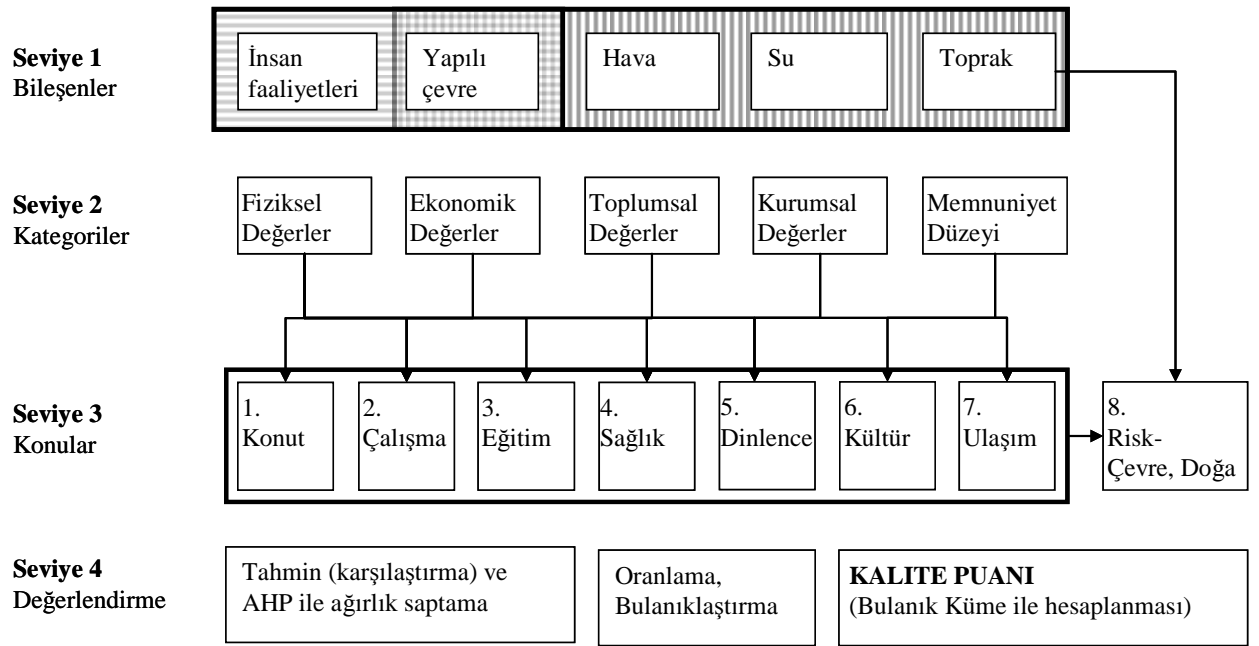 Seviye 1
Bileşenler
İnsan
faaliyetleri
Yapılı
çevre
Hava
Su
Toprak
Seviye 2
Kategoriler
Fiziksel
Değerler
Ekonomik
Değerler
Toplumsal
Değerler
Kurumsal
Değerler
Memnuniyet
Düzeyi
Seviye 3
Konular
1.
Konut
2.
Çalışma
3.
Eğitim
4.
Sağlık
5.
Dinlence
6.
Kültür
7.
Ulaşım
8.
Risk-
Çevre, Doğa
Seviye 4
Değerlendirme
Tahmin (karşılaştırma) ve
AHP ile ağırlık saptama
Oranlama,
Bulanıklaştırma
KALITE PUANI
(Bulanık Küme ile hesaplanması)